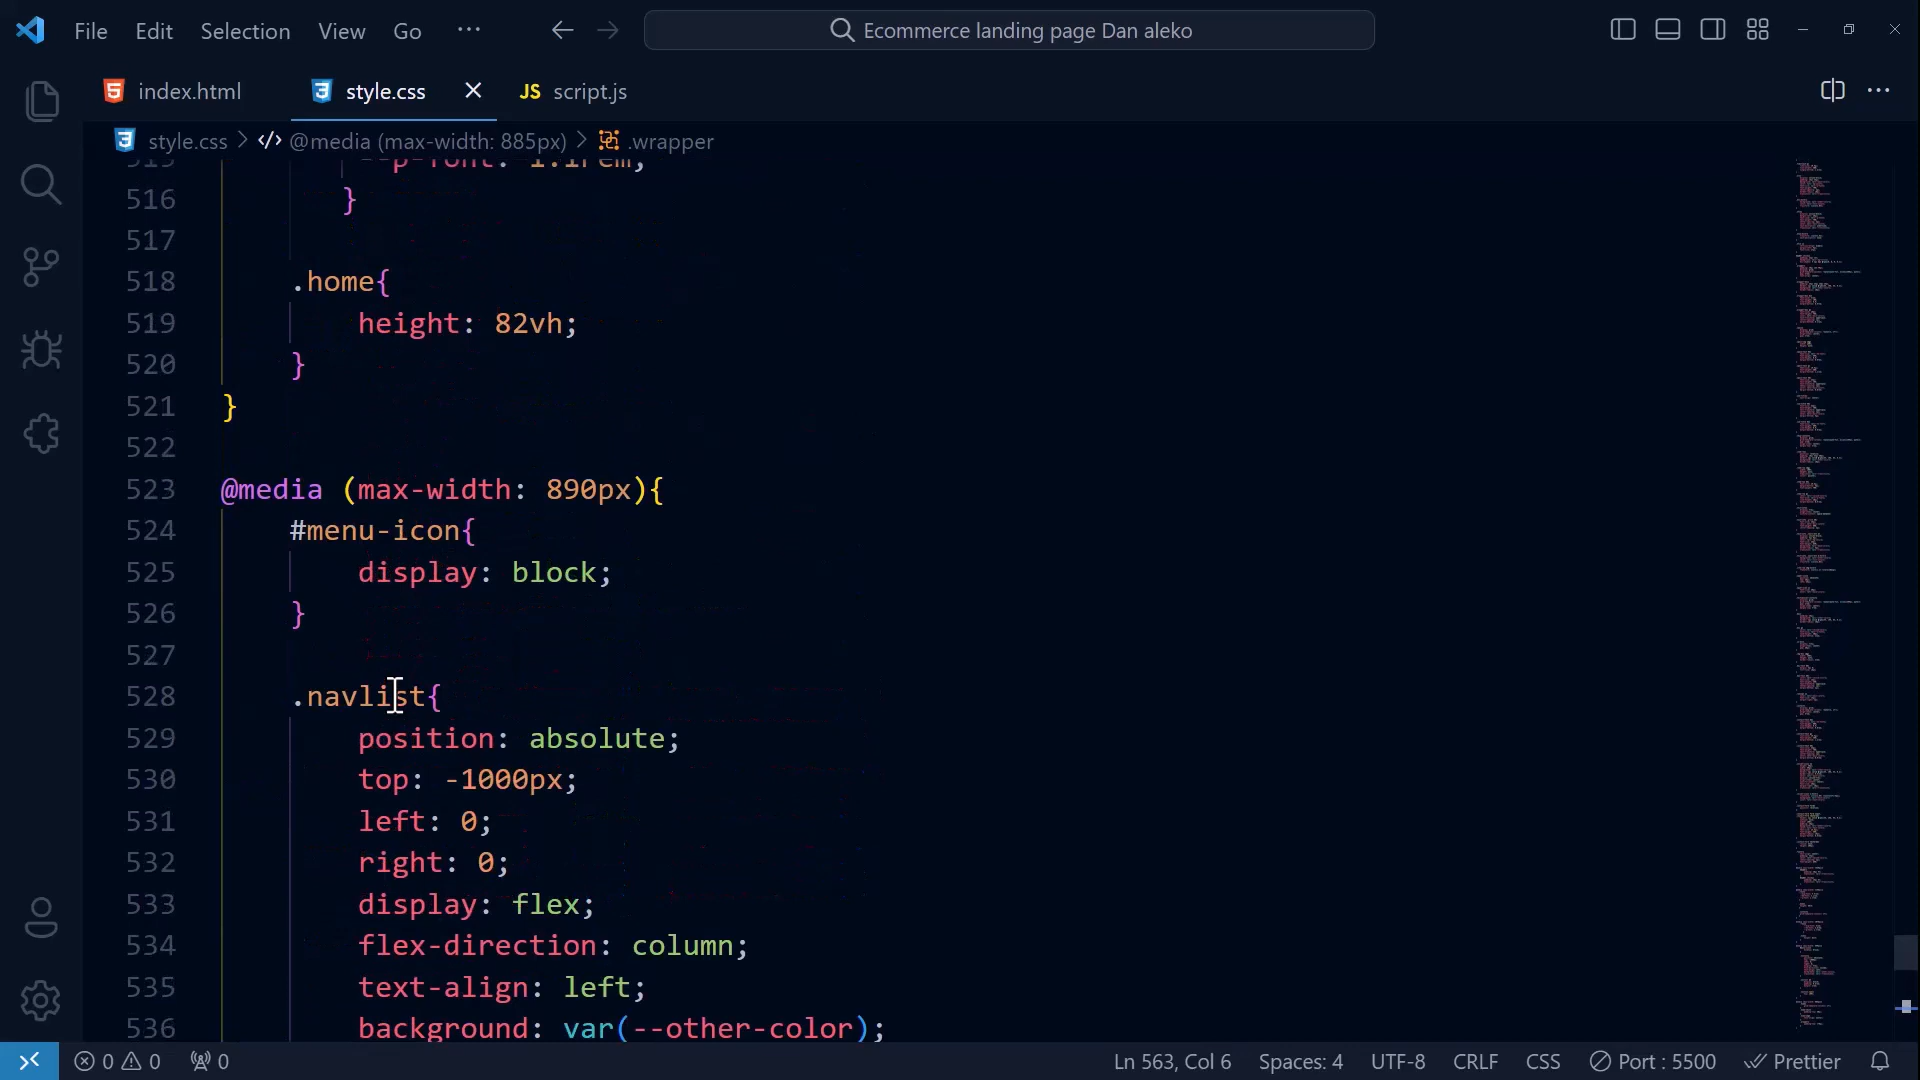 File Edit Selection View Go ··· Ecommerce landing page Dan aleko
index.html style.css JS script.js
style.css > @media (max-width: 885px) > .wrapper
515 --p-font: 1.1rem;
516 }
517
518 .home{
519 height: 82vh;
520 }
521 }
522
523 @media (max-width: 890px){
524 #menu-icon{
525 display: block;
526 }
527
528 .navlist{
529 position: absolute;
530 top: -1000px;
531 left: 0;
532 right: 0;
533 display: flex;
534 flex-direction: column;
535 text-align: left;
536 background: var(--other-color);
0 0 0 Ln 563, Col 6 Spaces: 4 UTF-8 CRLF CSS Port : 5500 Prettier